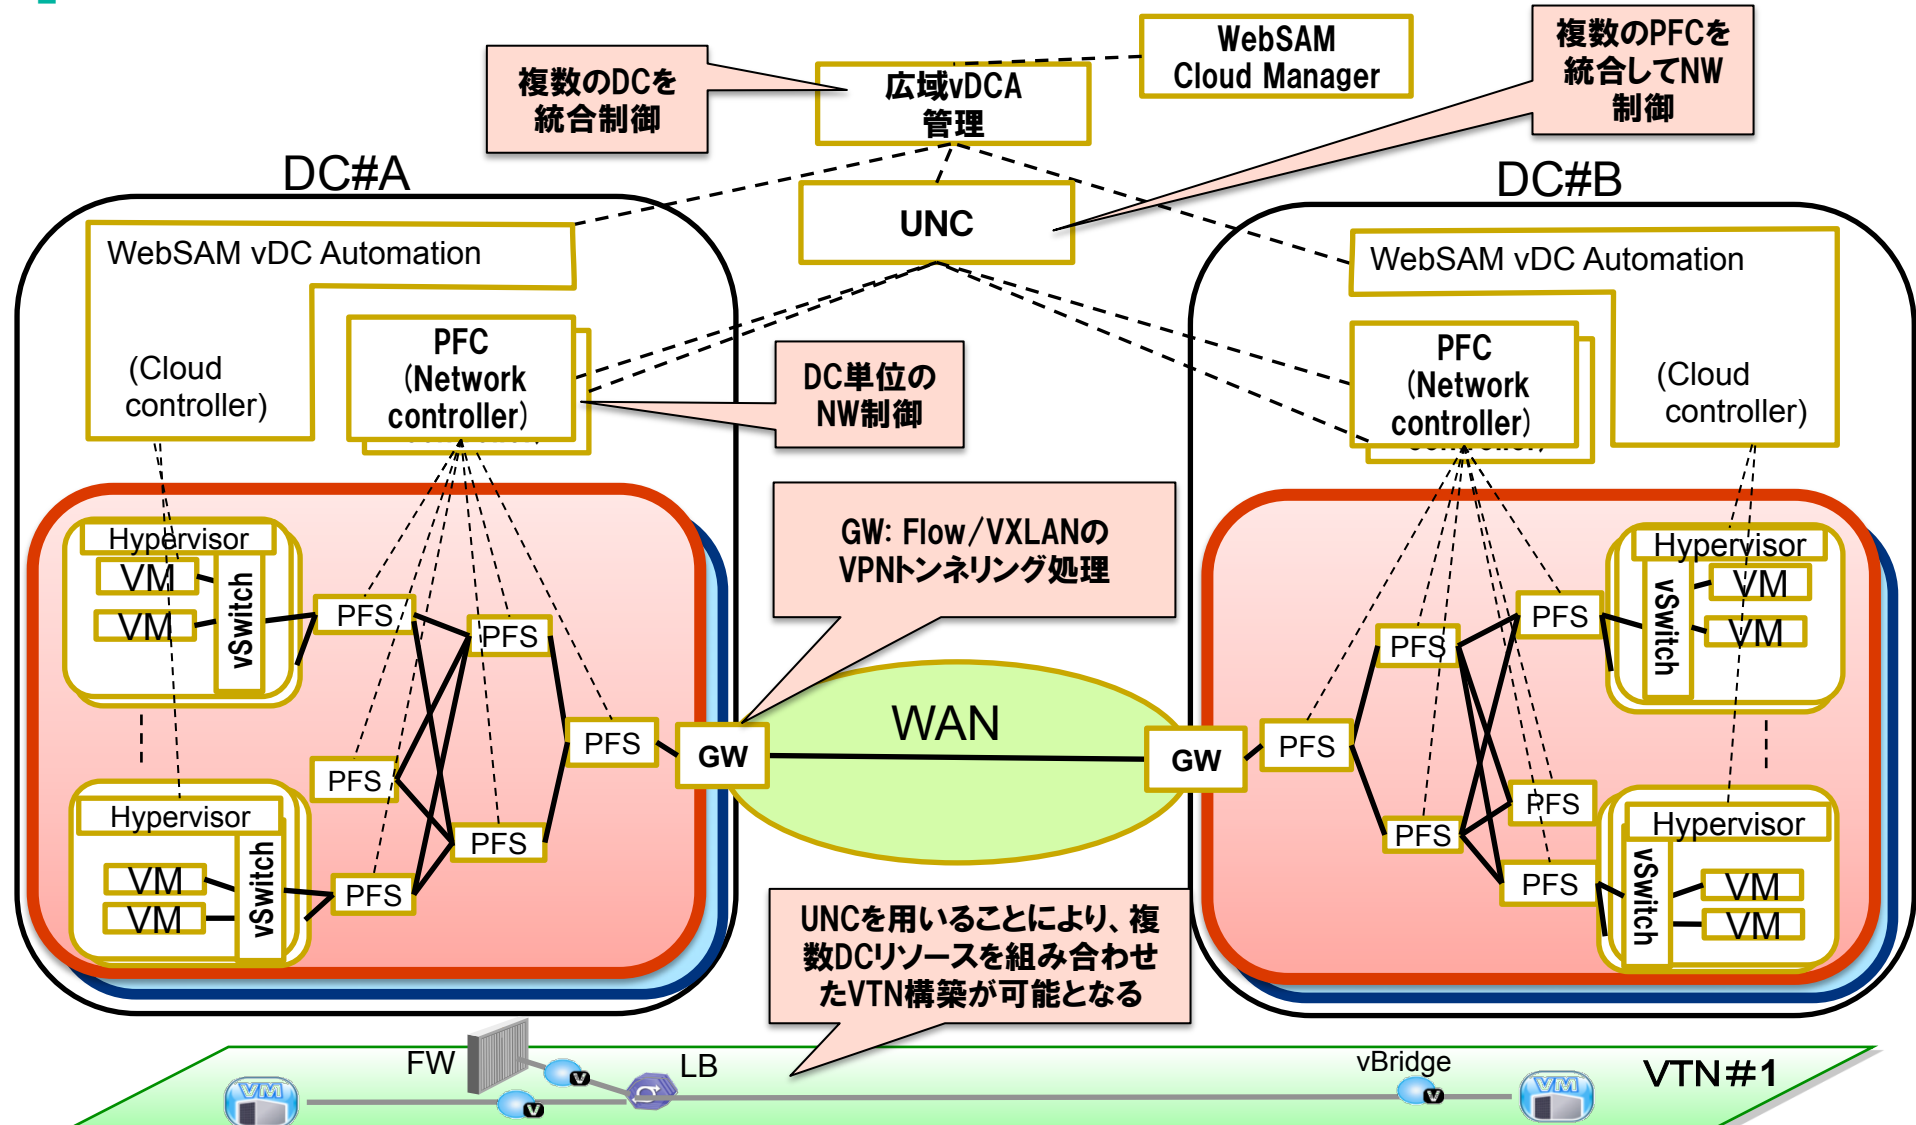 WebSAM
Cloud Manager
複数のPFCを
統合してNW
制御
複数のDCを
統合制御
広域vDCA
管理
DC#A
UNC
DC#B
WebSAM vDC Automation
WebSAM vDC Automation
PFC
(Network
controller)
(Cloud
controller)
DC単位の
NW制御
PFC
(Network
controller)
(Cloud
controller)
GW: Flow/VXLANの
VPNトンネリング処理
Hypervisor
VM
VM
vSwitch
PFS
PFS
PFS
PFS
PFS
PFS
Hypervisor
VM
VM
vSwitch
GW
WAN
GW
PFS
PFS
PFS
PFS
PFS
PFS
Hypervisor
VM
VM
vSwitch
Hypervisor
VM
VM
vSwitch
UNCを用いることにより、複
数DCリソースを組み合わせ
たVTN構築が可能となる
FW
LB
vBridge
VTN#1
VM
V
V
V
VM